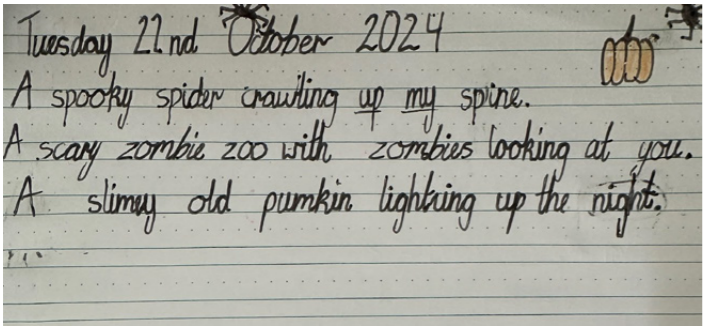 Tuesday 22nd October 2024
A spooky spider crawling up my spine.
A scary zombie zoo with zombies looking at you.
A slimey old pumkin lightning up the night.